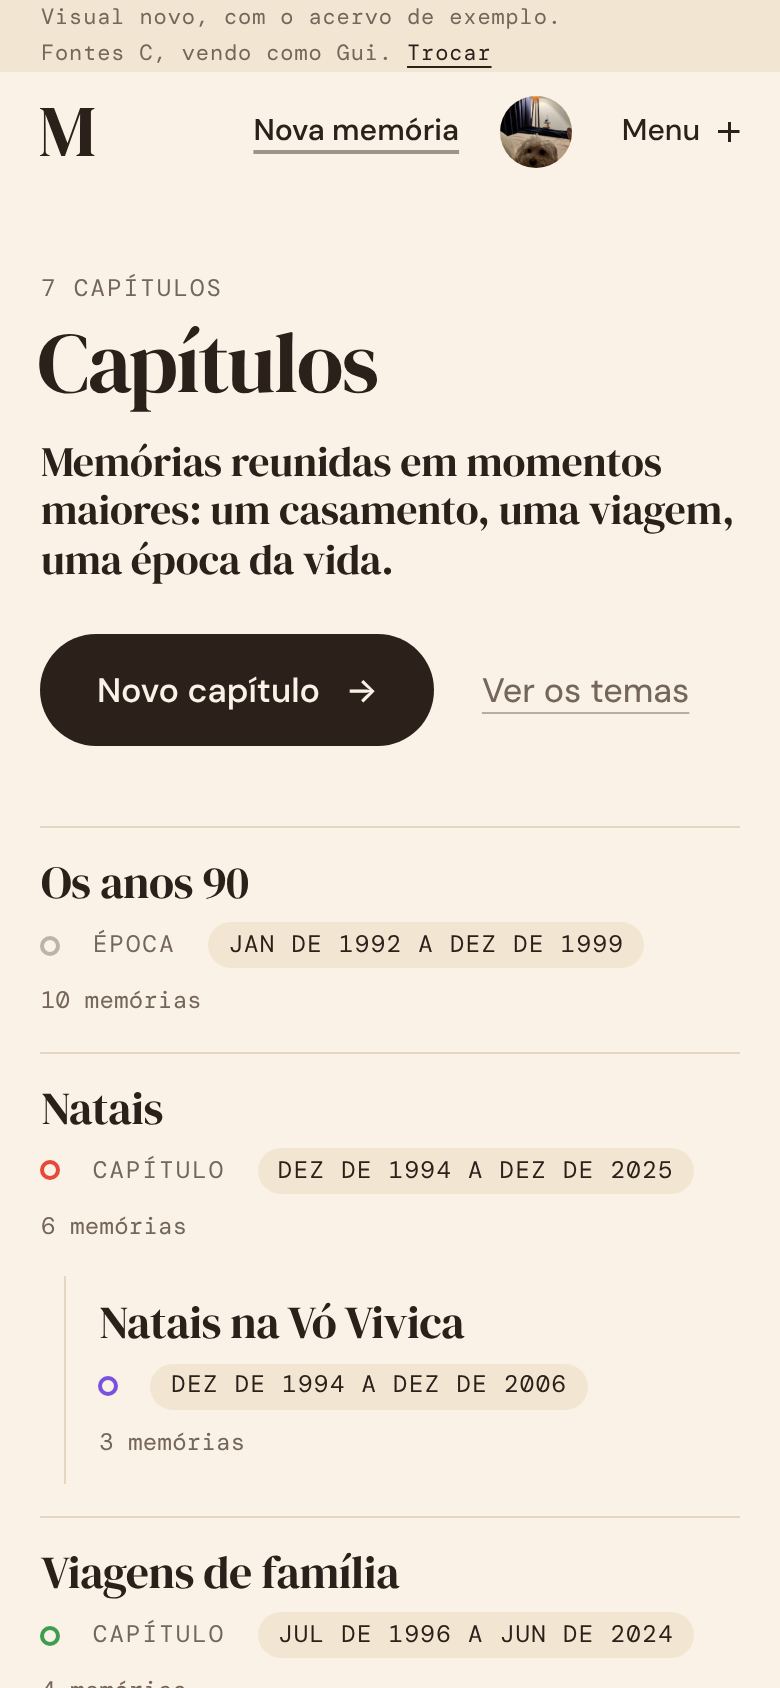 Visual novo, com o acervo de exemplo.
Fontes C, vendo como Gui. Trocar
M Nova memória Menu +
7 CAPÍTULOS
Capítulos
Memórias reunidas em momentos
maiores: um casamento, uma viagem,
uma época da vida.
Novo capítulo → Ver os temas
Os anos 90
ÉPOCA JAN DE 1992 A DEZ DE 1999
10 memórias
Natais
CAPÍTULO DEZ DE 1994 A DEZ DE 2025
6 memórias
Natais na Vó Vivica
DEZ DE 1994 A DEZ DE 2006
3 memórias
Viagens de família
CAPÍTULO JUL DE 1996 A JUN DE 2024
4 memórias